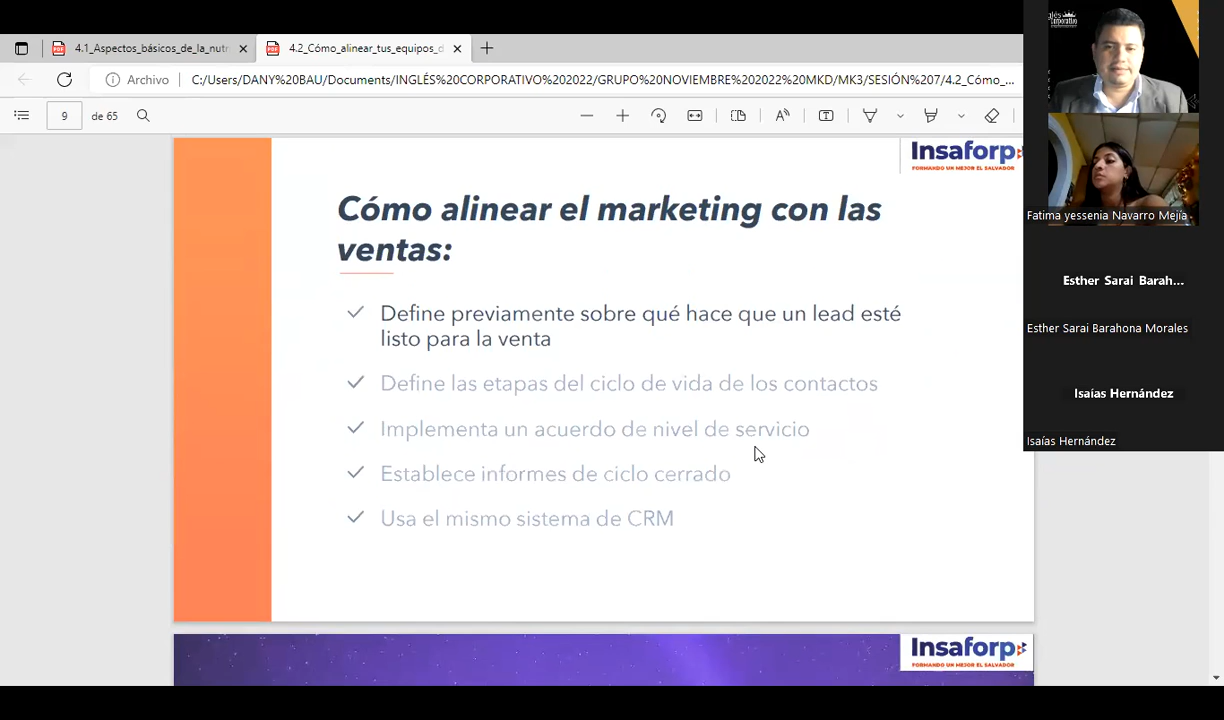 4.1_Aspectos_básicos_de_la_nutr
4.2_Cómo_alinear_tus_equipos_d
Archivo
C:/Users/DANY%20BAU/Documents/INGLÉS%20CORPORATIVO%202022/GRUPO%20NOVIEMBRE%202022%20MKD/MK3/SESIÓN%207/4.2_Cómo_...
9
de 65
Insaforp
FORMANDO UN MEJOR EL SALVADOR
Cómo alinear el marketing con las
ventas:
Define previamente sobre qué hace que un lead esté
listo para la venta
Define las etapas del ciclo de vida de los contactos
Implementa un acuerdo de nivel de servicio
Establece informes de ciclo cerrado
Usa el mismo sistema de CRM
Insaforp
FORMANDO UN MEJOR EL SALVADOR
Fatima yessenia Navarro Mejía
Esther Sarai Barah...
Esther Sarai Barahona Morales
Isaías Hernández
Isaías Hernández